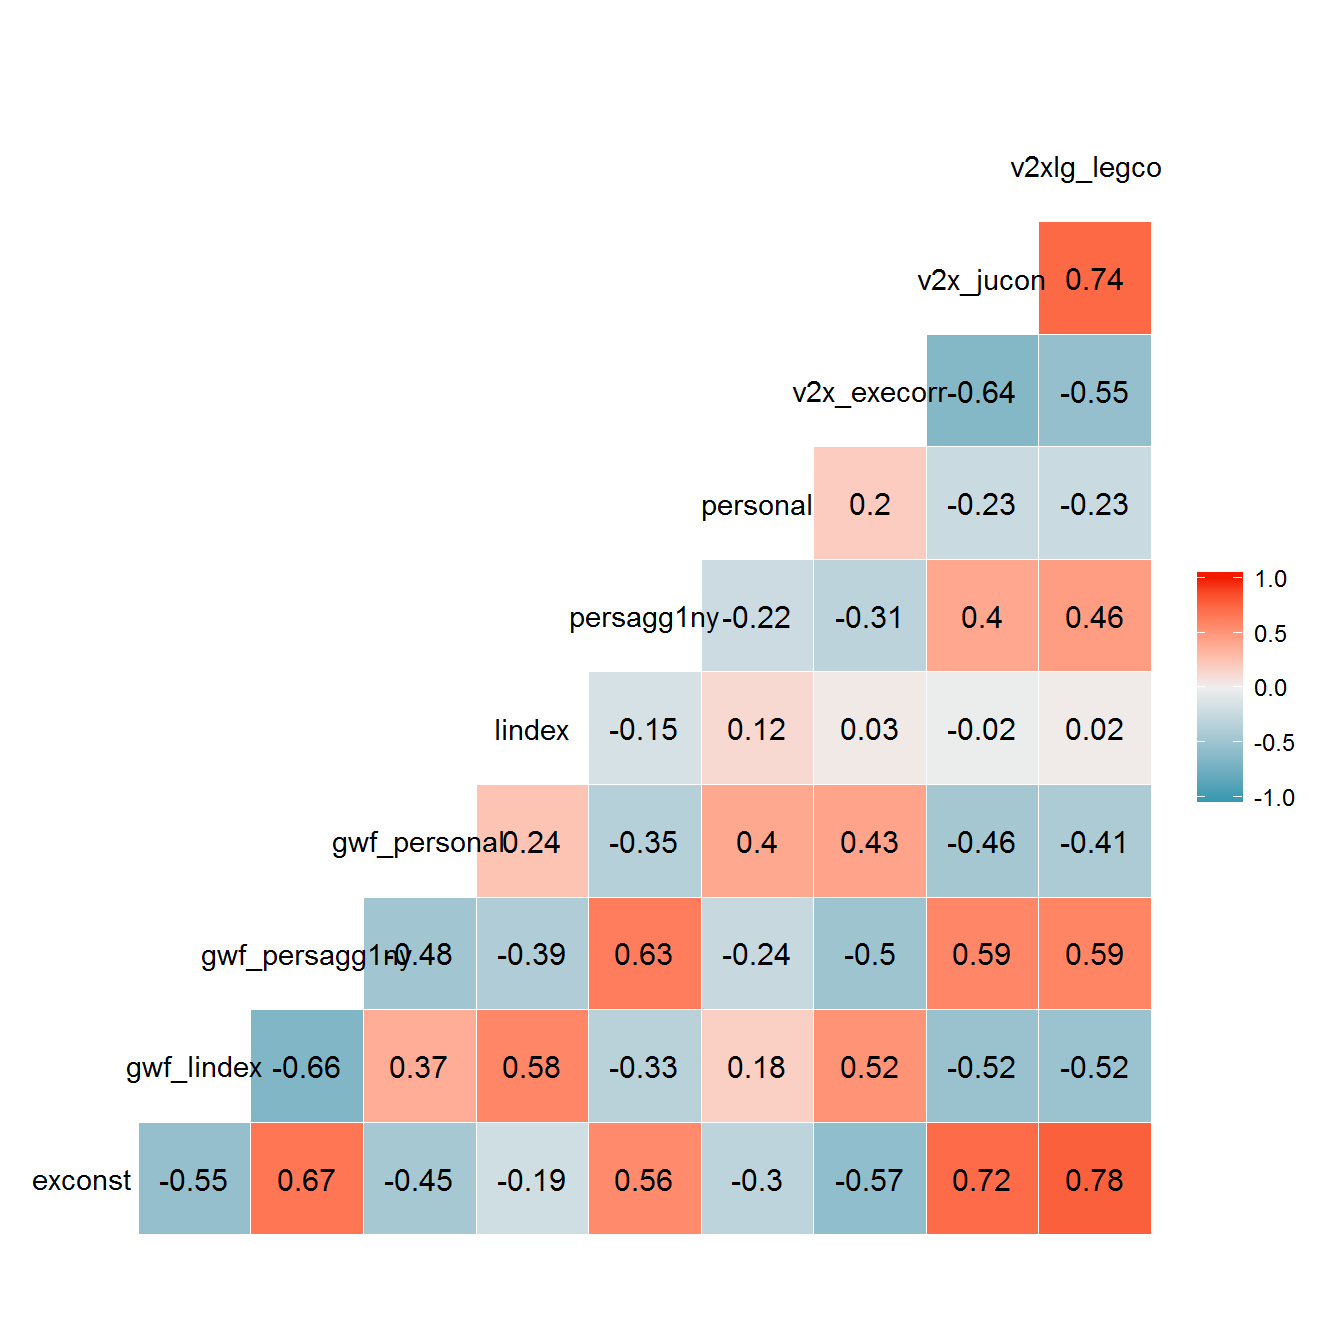 v2xlg_legco
v2x_jucon 0.74
v2x_execorr -0.64 -0.55
personal 0.2 -0.23 -0.23
persagg1ny -0.22 -0.31 0.4 0.46
lindex -0.15 0.12 0.03 -0.02 0.02
gwf_personal 0.24 -0.35 0.4 0.43 -0.46 -0.41
gwf_persagg1ny -0.48 -0.39 0.63 -0.24 -0.5 0.59 0.59
gwf_lindex -0.66 0.37 0.58 -0.33 0.18 0.52 -0.52 -0.52
exconst -0.55 0.67 -0.45 -0.19 0.56 -0.3 -0.57 0.72 0.78
1.0
0.5
0.0
-0.5
-1.0